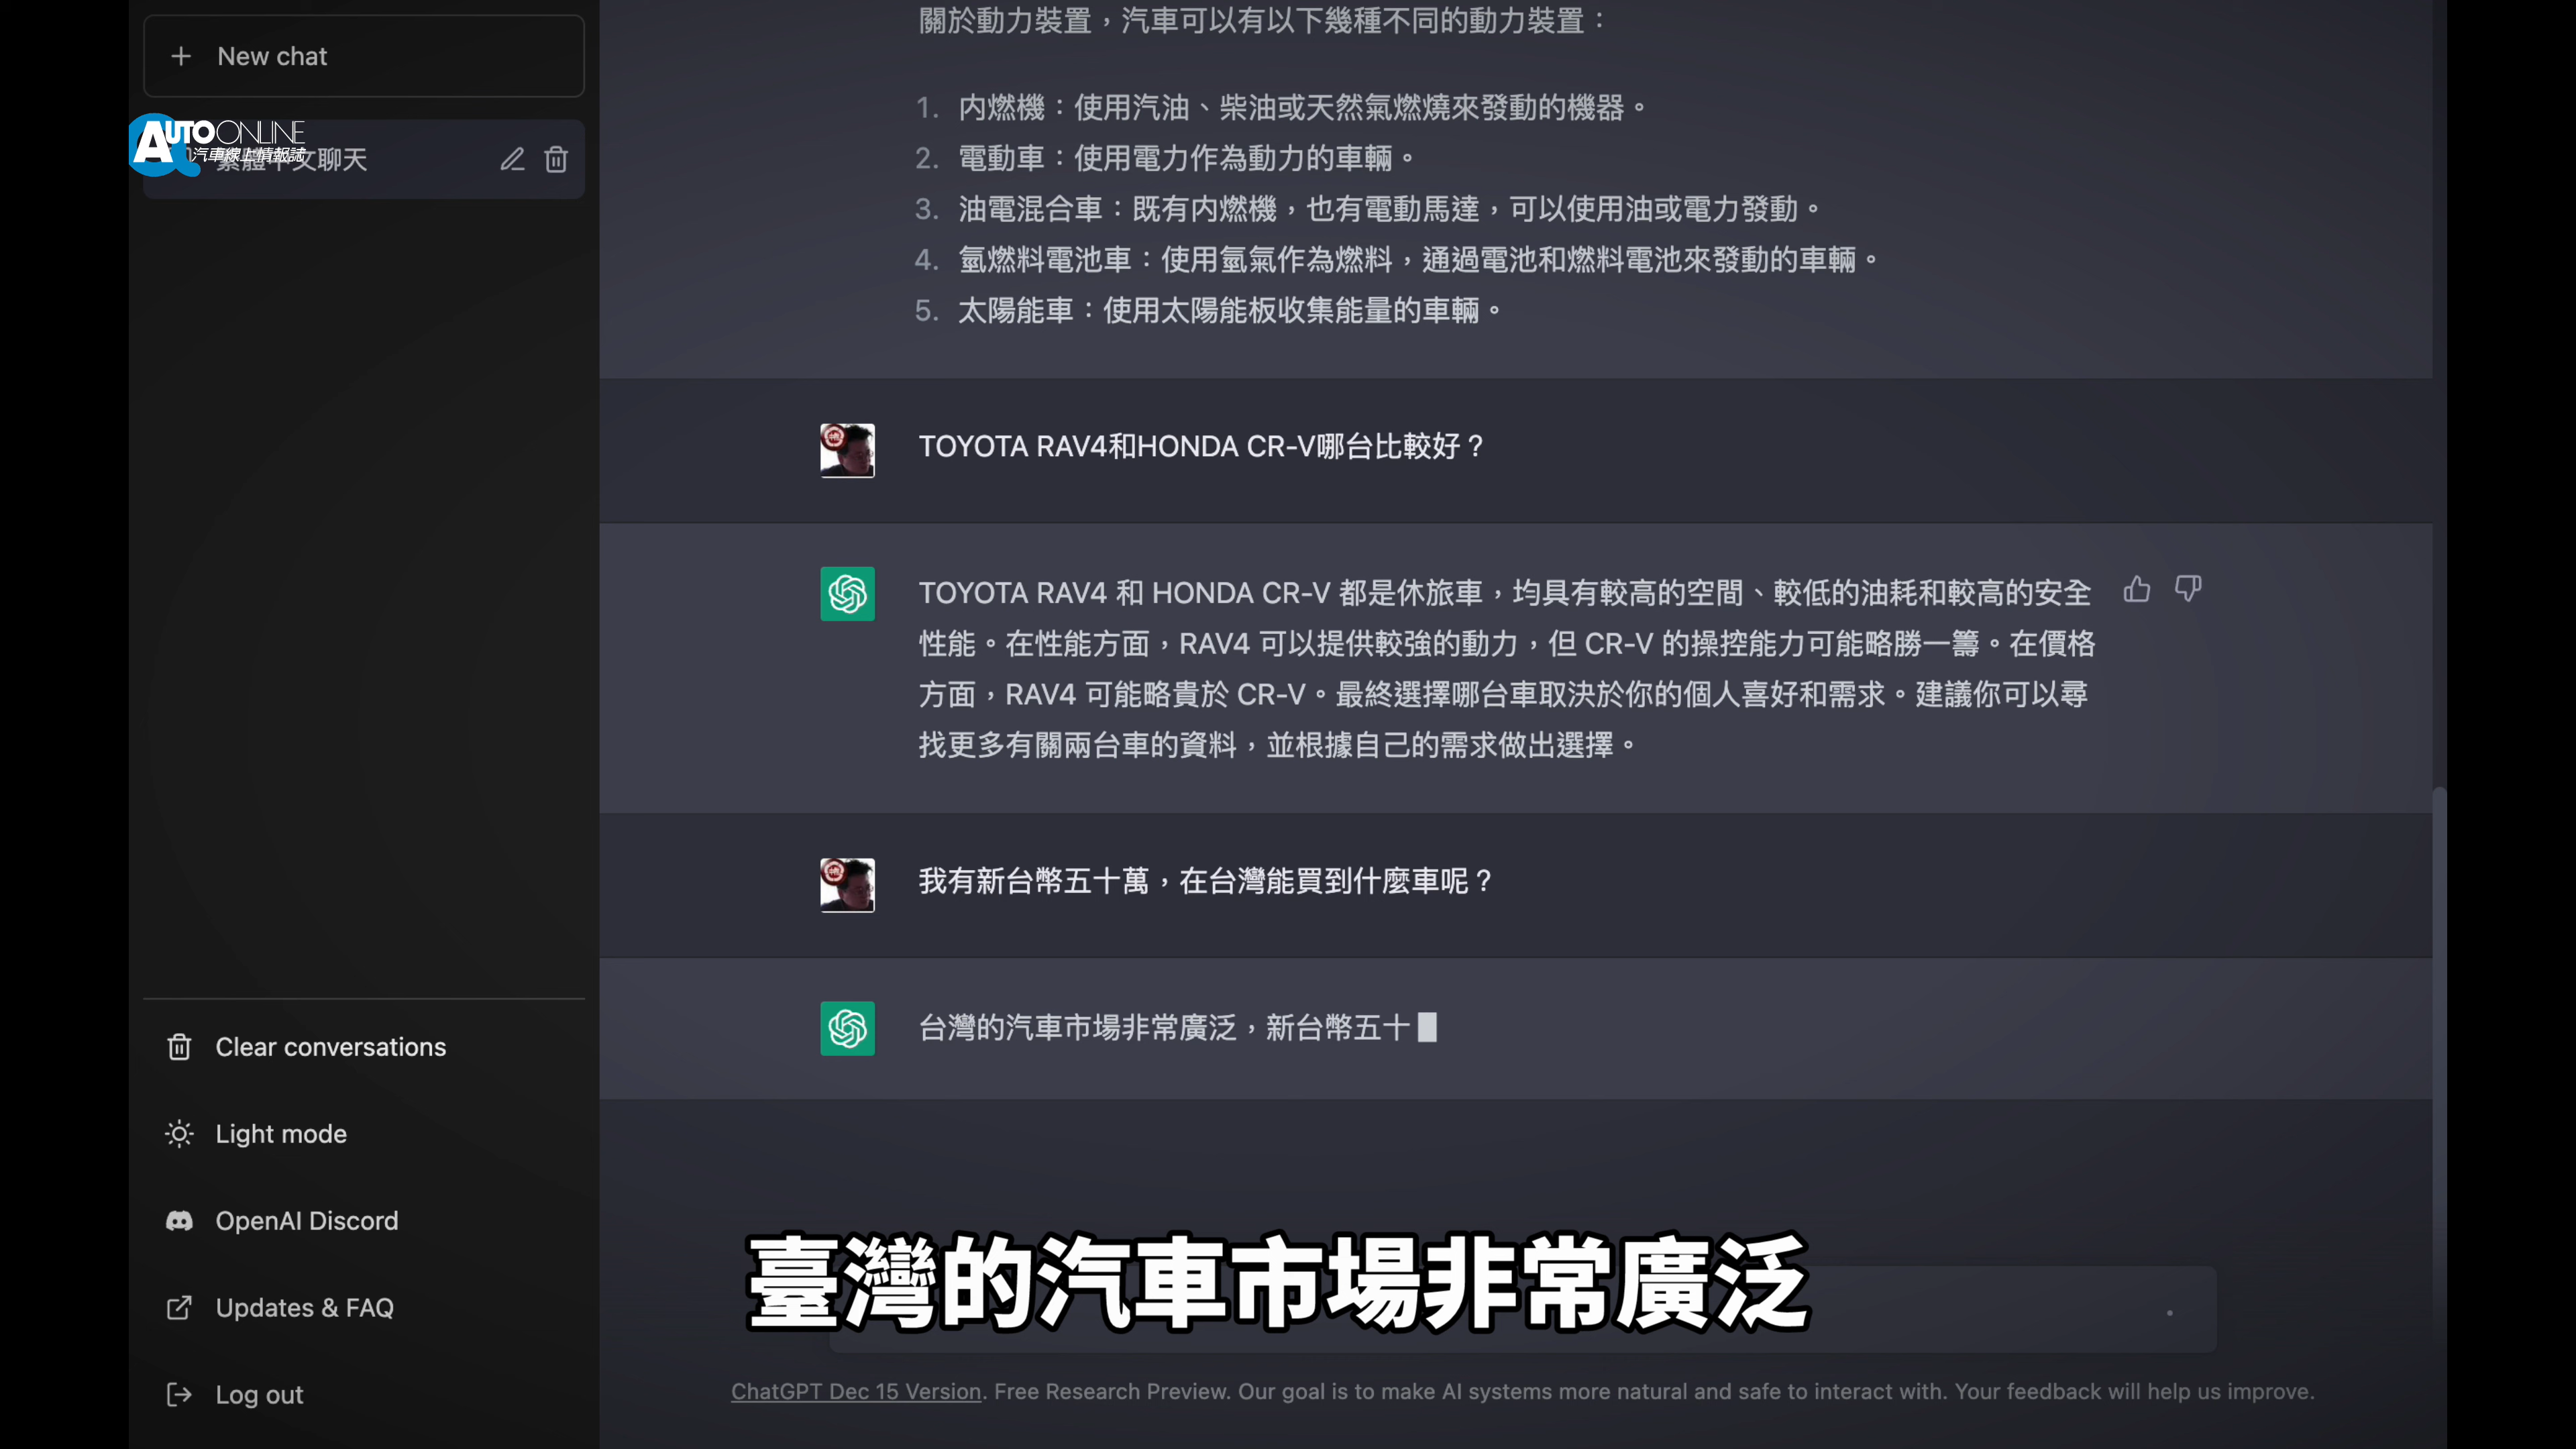 New chat
AUTO ONLINE
汽車線上情報誌
繁體中文聊天
Clear conversations
Light mode
OpenAI Discord
Updates & FAQ
Log out
關於動力裝置，汽車可以有以下幾種不同的動力裝置：
1. 內燃機：使用汽油、柴油或天然氣燃燒來發動的機器。
2. 電動車：使用電力作為動力的車輛。
3. 油電混合車：既有內燃機，也有電動馬達，可以使用油或電力發動。
4. 氫燃料電池車：使用氫氣作為燃料，通過電池和燃料電池來發動的車輛。
5. 太陽能車：使用太陽能板收集能量的車輛。
TOYOTA RAV4和HONDA CR-V哪台比較好？
TOYOTA RAV4 和 HONDA CR-V 都是休旅車，均具有較高的空間、較低的油耗和較高的安全
性能。在性能方面，RAV4 可以提供較強的動力，但 CR-V 的操控能力可能略勝一籌。在價格
方面，RAV4 可能略貴於 CR-V。最終選擇哪台車取決於你的個人喜好和需求。建議你可以尋
找更多有關兩台車的資料，並根據自己的需求做出選擇。
我有新台幣五十萬，在台灣能買到什麼車呢？
台灣的汽車市場非常廣泛，新台幣五十
臺灣的汽車市場非常廣泛
ChatGPT Dec 15 Version. Free Research Preview. Our goal is to make AI systems more natural and safe to interact with. Your feedback will help us improve.